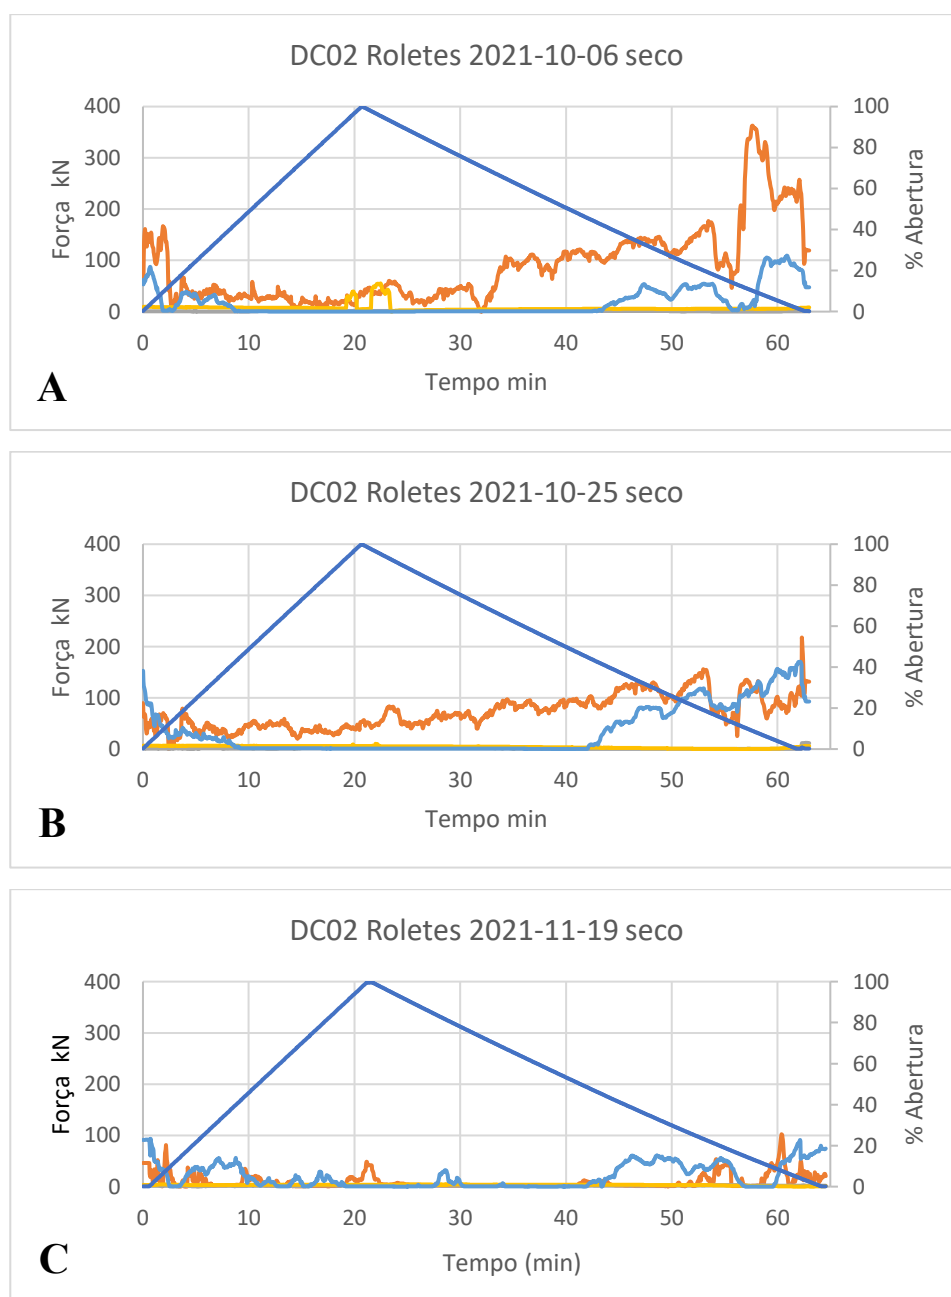 DC02 Roletes 2021-10-06 seco
400 100
300 80
200 60
100 40
0 20
0
Força kN
% Abertura
0 10 20 30 40 50 60
Tempo min
A
DC02 Roletes 2021-10-25 seco
400 100
300 80
200 60
100 40
0 20
0
Força kN
% Abertura
0 10 20 30 40 50 60
Tempo min
B
DC02 Roletes 2021-11-19 seco
400 100
300 80
200 60
100 40
0 20
0
Força kN
% Abertura
0 10 20 30 40 50 60
Tempo (min)
C